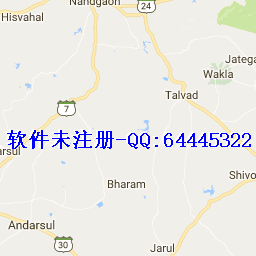 Nandgaon
Hisvahal
24
Jatega
Wakla
Talvad
7
软件未注册-QQ:64445322
arsul
Shivo
Bharam
Andarsul
30
Jarul